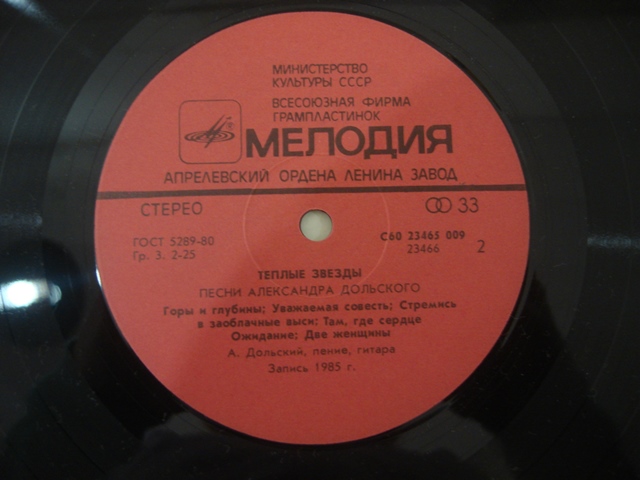 МИНИСТЕРСТВО
КУЛЬТУРЫ СССР
ВСЕСОЮЗНАЯ ФИРМА
ГРАМПЛАСТИНОК
МЕЛОДИЯ
АПРЕЛЕВСКИЙ ОРДЕНА ЛЕНИНА ЗАВОД
СТЕРЕО
33
ГОСТ 5289-80
Гр. 3. 2-25
С60 23465 009
23466
2
ТЕПЛЫЕ ЗВЕЗДЫ
ПЕСНИ АЛЕКСАНДРА ДОЛЬСКОГО
Горы и глубины; Уважаемая совесть; Стремись
в заоблачные выси: Там, где сердце
Ожидание; Две женщины
А. Дольский, пение, гитара
Запись 1985 г.